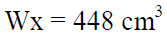 Wx = 448 cm³